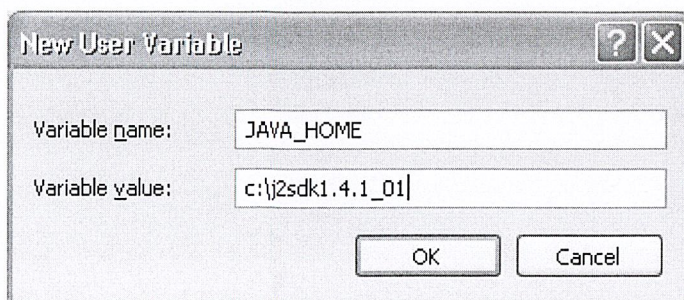 New User Variable
Variable name: JAVA_HOME
Variable value: c:\j2sdk1.4.1_01
OK Cancel